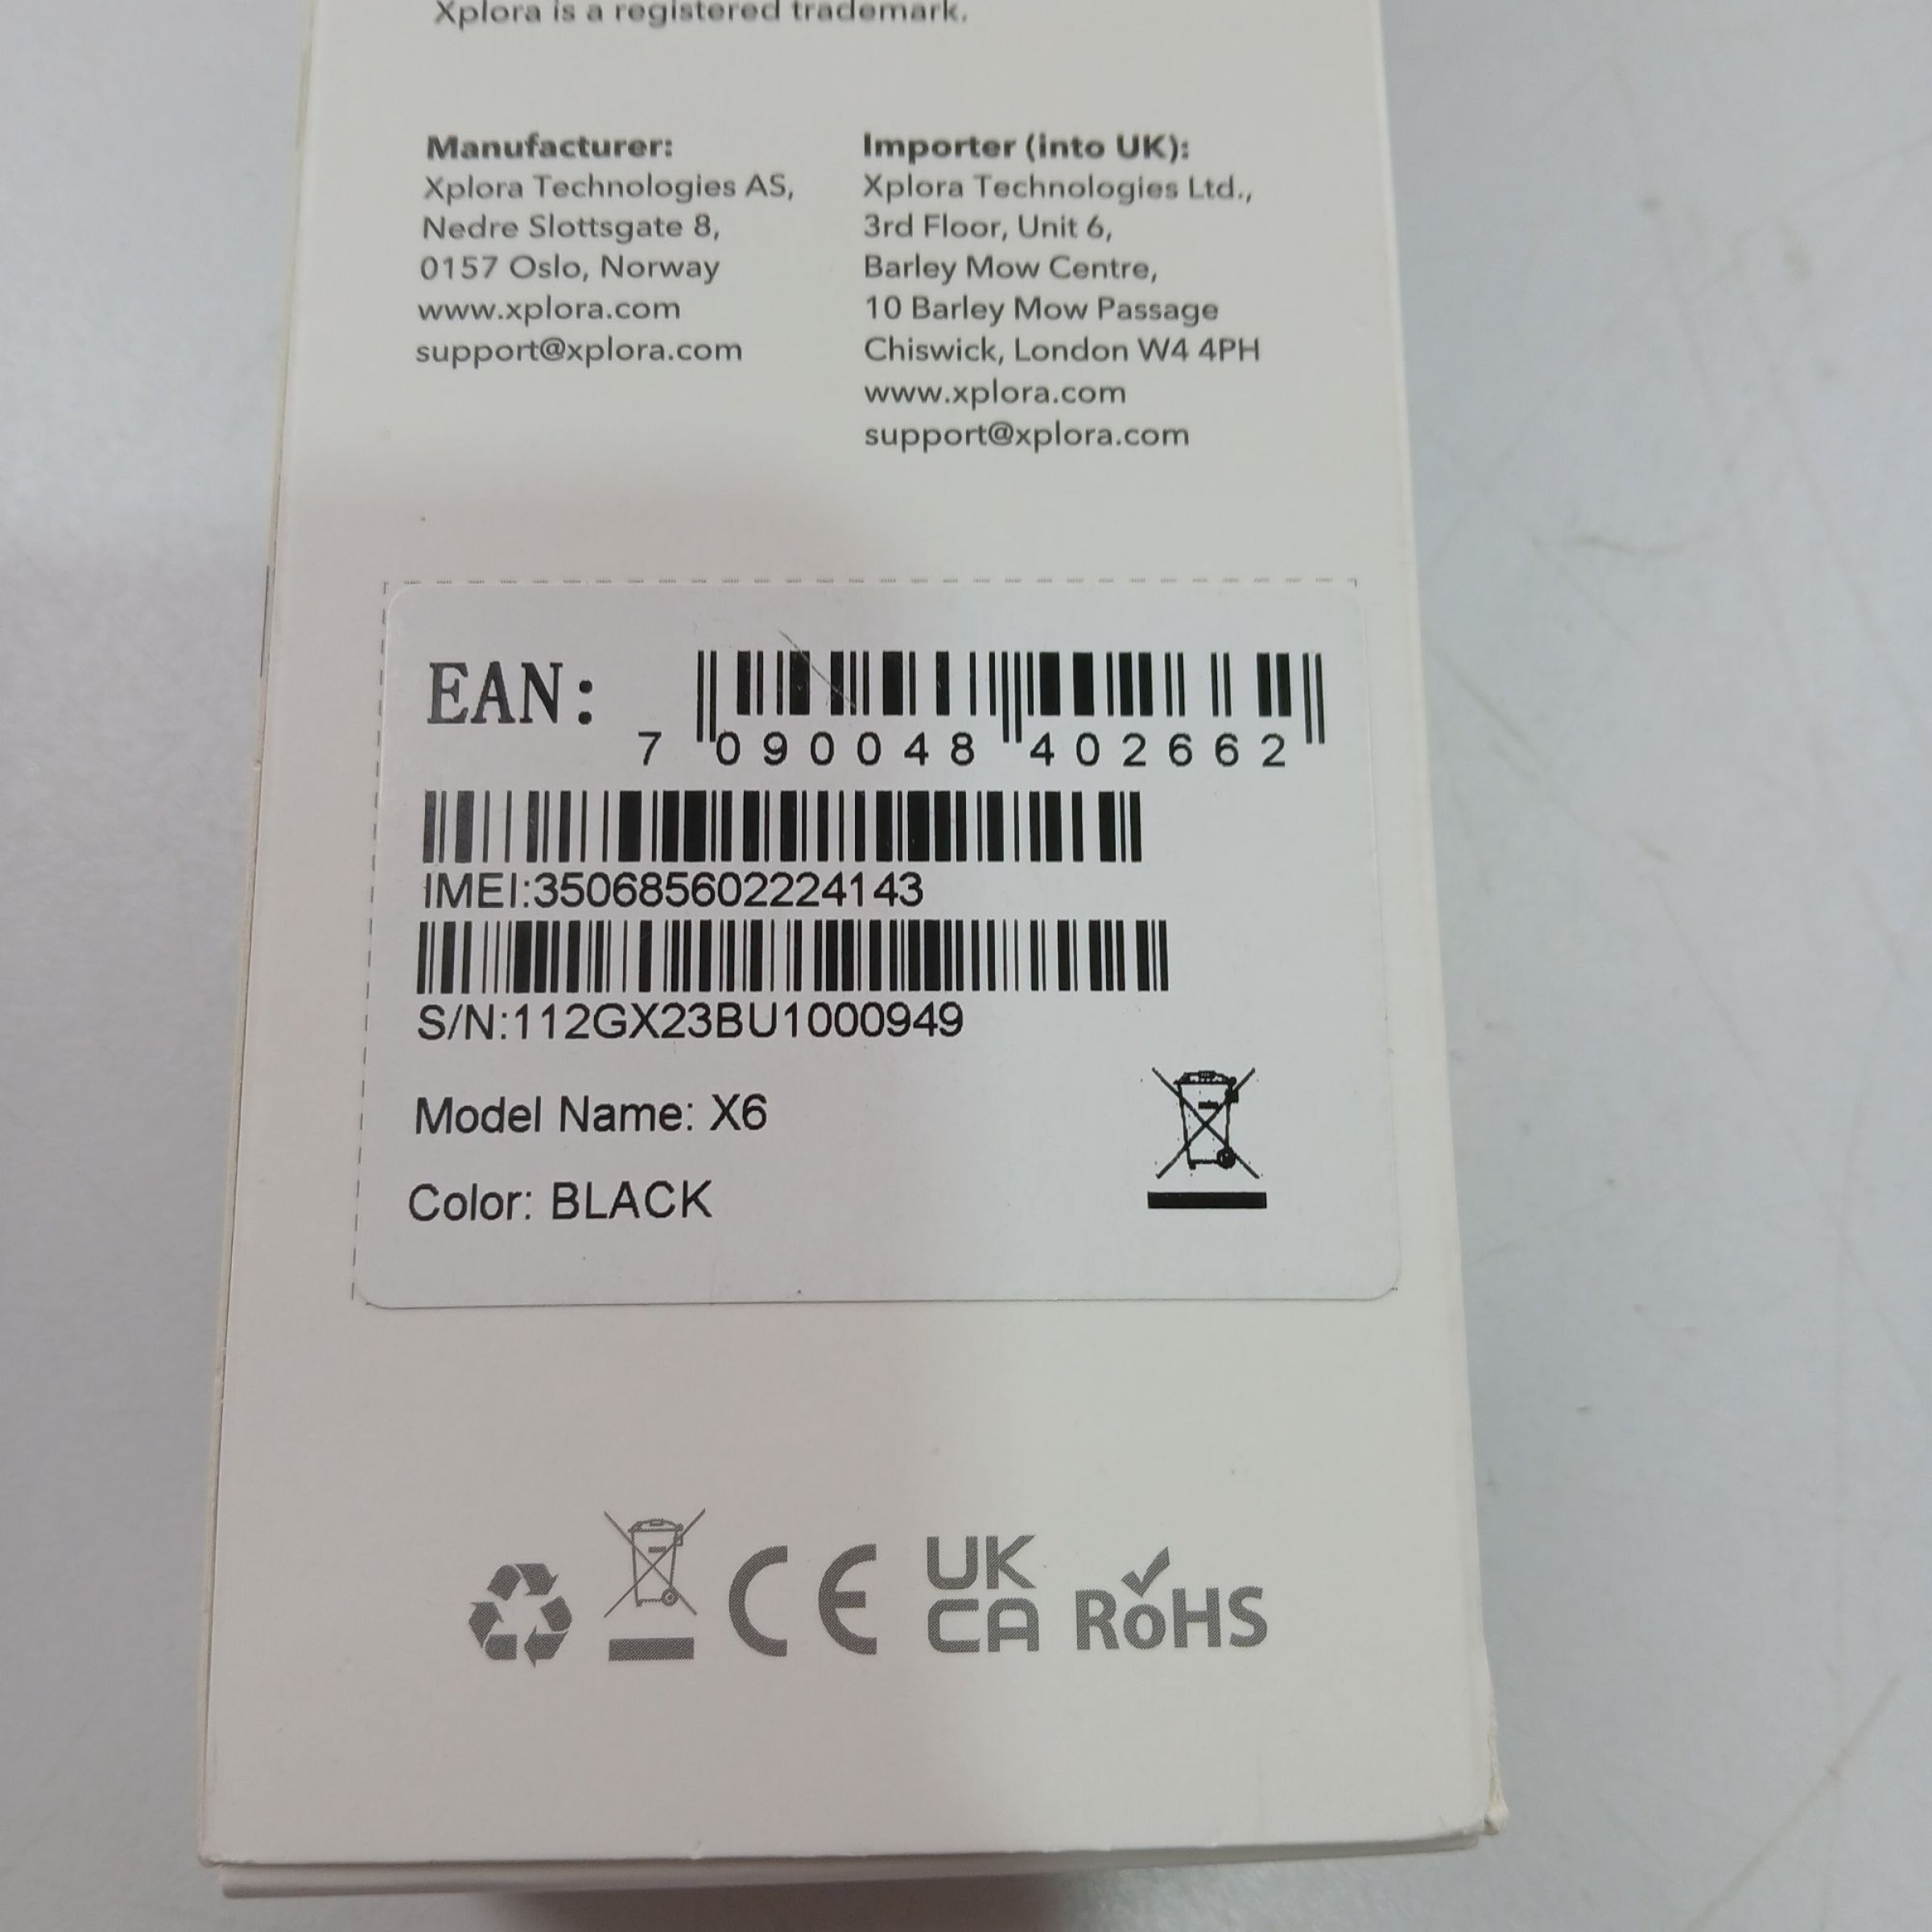 Xplora is a registered trademark.
Manufacturer:
Xplora Technologies AS,
Nedre Slottsgate 8,
0157 Oslo, Norway
www.xplora.com
support@xplora.com
Importer (into UK):
Xplora Technologies Ltd.,
3rd Floor, Unit 6,
Barley Mow Centre,
10 Barley Mow Passage
Chiswick, London W4 4PH
www.xplora.com
support@xplora.com
EAN:
7 090048 402662
IMEI:350685602224143
S/N:112GX23BU1000949
Model Name: X6
Color: BLACK
CE
UK
CA
RoHS